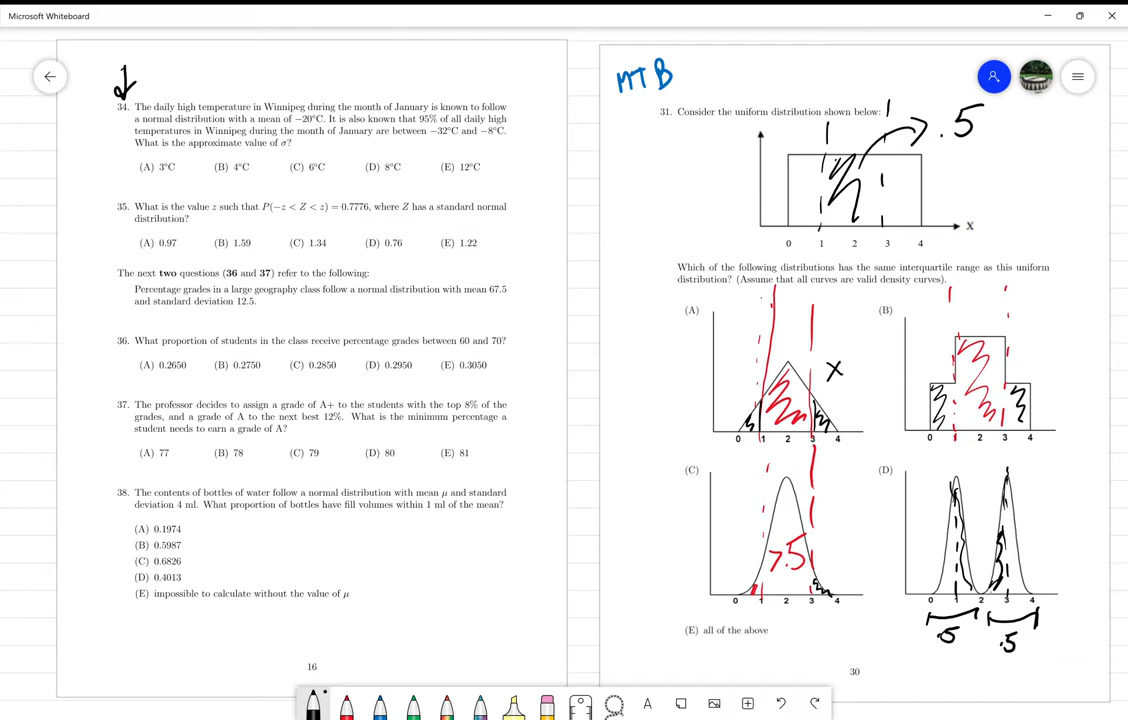 Microsoft Whiteboard
34. The daily high temperature in Winnipeg during the month of January is known to follow
a normal distribution with a mean of −20°C. It is also known that 95% of all daily high
temperatures in Winnipeg during the month of January are between −32°C and −8°C.
What is the approximate value of σ?
(A) 3°C (B) 4°C (C) 6°C (D) 8°C (E) 12°C
35. What is the value z such that P(−z < Z < z) = 0.7776, where Z has a standard normal
distribution?
(A) 0.97 (B) 1.59 (C) 1.34 (D) 0.76 (E) 1.22
The next two questions (36 and 37) refer to the following:
Percentage grades in a large geography class follow a normal distribution with mean 67.5
and standard deviation 12.5.
36. What proportion of students in the class receive percentage grades between 60 and 70?
(A) 0.2650 (B) 0.2750 (C) 0.2850 (D) 0.2950 (E) 0.3050
37. The professor decides to assign a grade of A+ to the students with the top 8% of the
grades, and a grade of A to the next best 12%. What is the minimum percentage a
student needs to earn a grade of A?
(A) 77 (B) 78 (C) 79 (D) 80 (E) 81
38. The contents of bottles of water follow a normal distribution with mean μ and standard
deviation 4 ml. What proportion of bottles have fill volumes within 1 ml of the mean?
(A) 0.1974
(B) 0.5987
(C) 0.6826
(D) 0.4013
(E) impossible to calculate without the value of μ
16
MTB
31. Consider the uniform distribution shown below:
.5
X
0 1 2 3 4
Which of the following distributions has the same interquartile range as this uniform
distribution? (Assume that all curves are valid density curves).
(A) (B)
X
0 1 2 3 4
0 1 2 3 4
(C) (D)
>.5
0 1 2 3 4
0 1 2 3 4
.5 .5
(E) all of the above
30
A